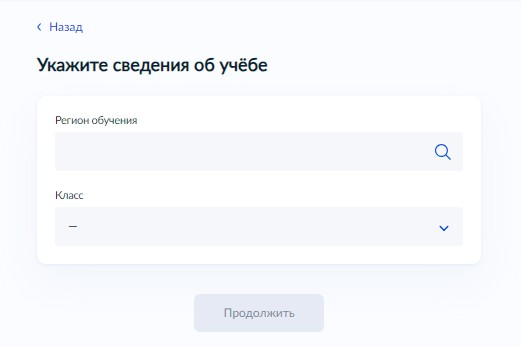 Назад
Укажите сведения об учёбе
Регион обучения
Класс
—
Продолжить